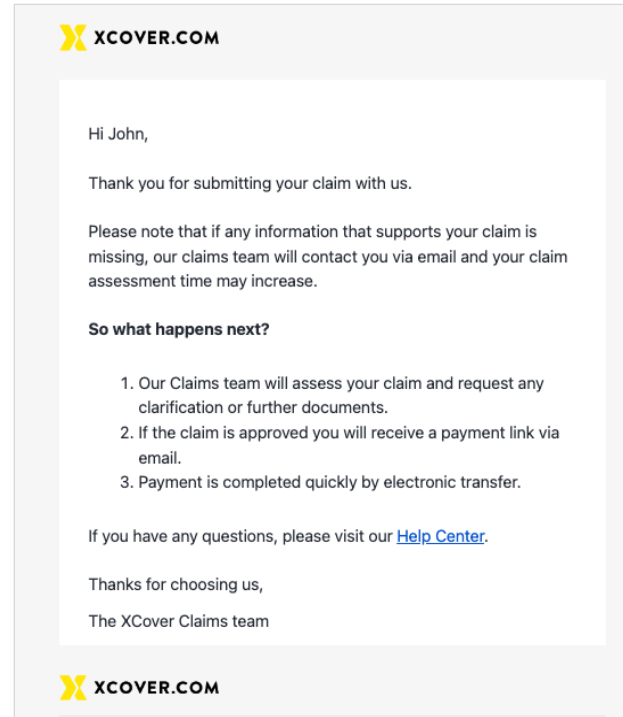 XCOVER.COM
Hi John,
Thank you for submitting your claim with us.
Please note that if any information that supports your claim is
missing, our claims team will contact you via email and your claim
assessment time may increase.
So what happens next?
1. Our Claims team will assess your claim and request any
clarification or further documents.
2. If the claim is approved you will receive a payment link via
email.
3. Payment is completed quickly by electronic transfer.
If you have any questions, please visit our Help Center.
Thanks for choosing us,
The XCover Claims team
XCOVER.COM